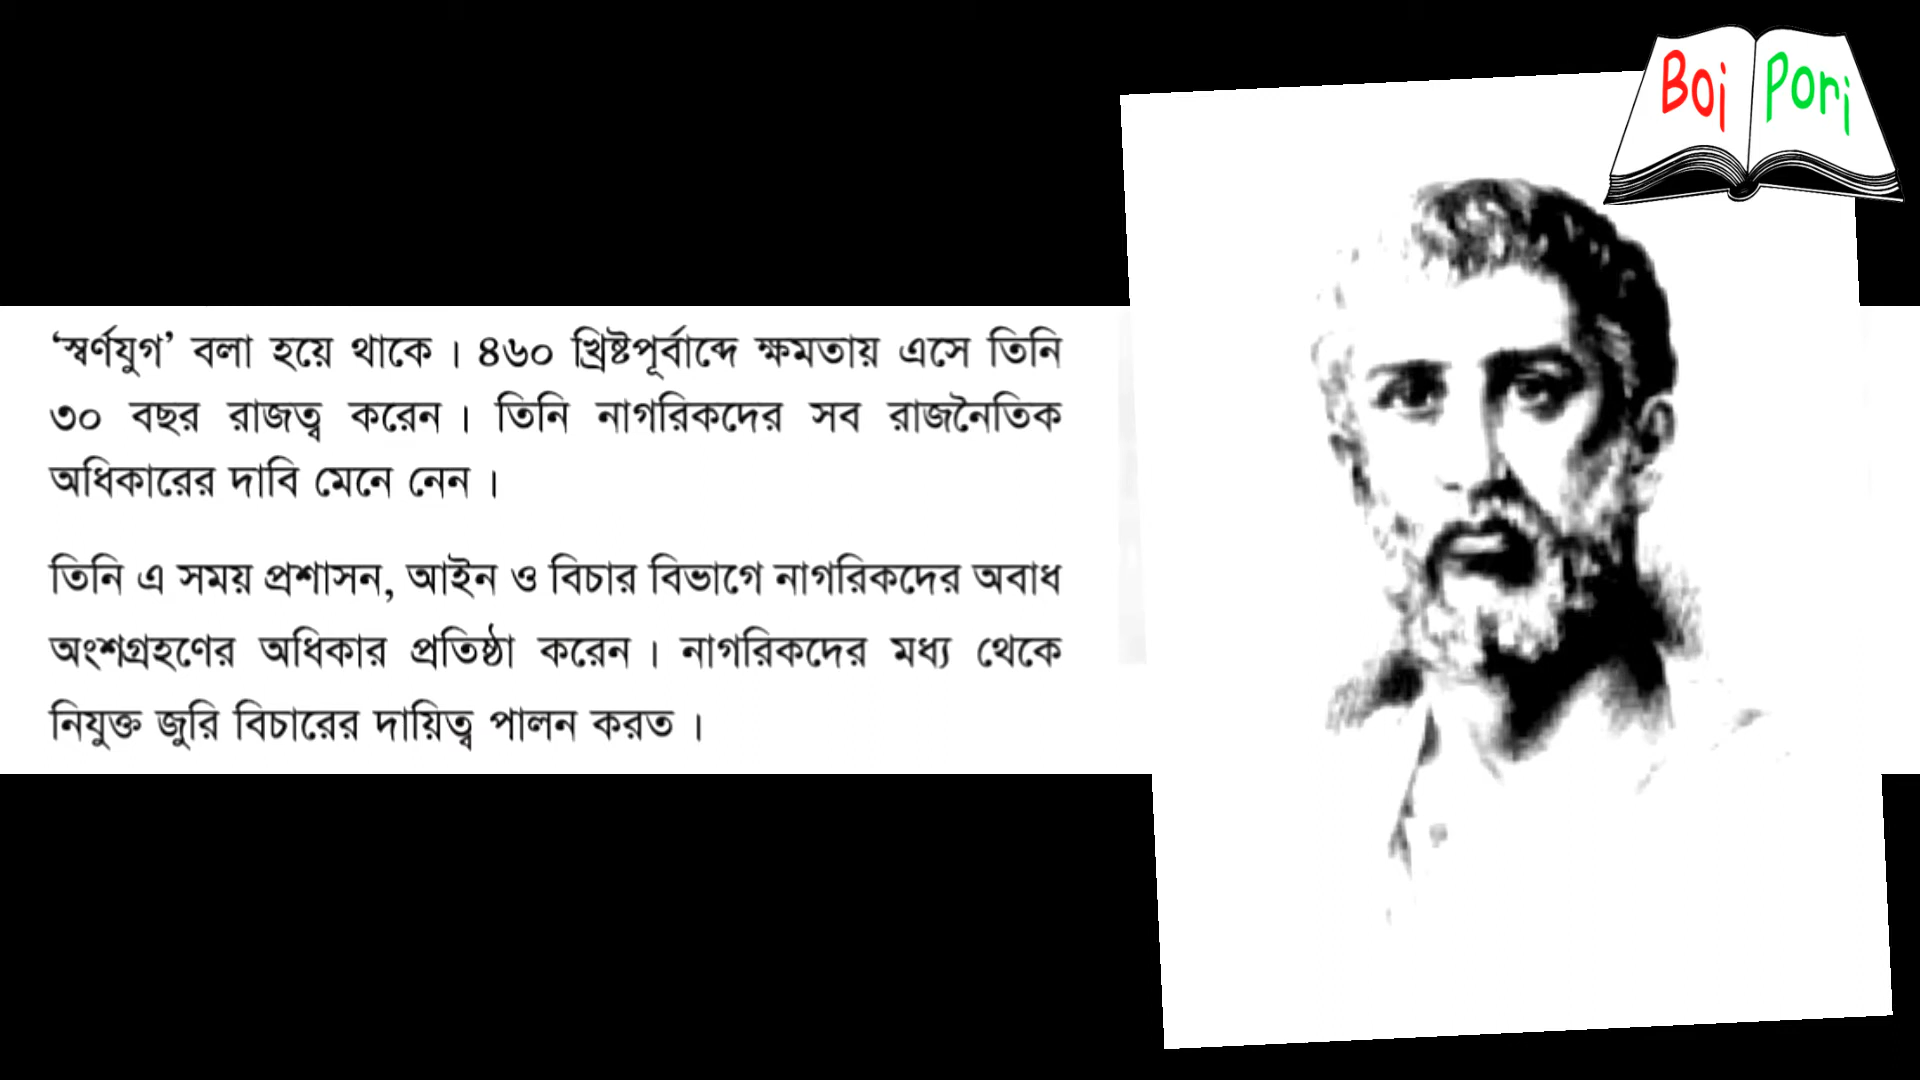 ‘স্বর্ণযুগ’ বলা হয়ে থাকে। ৪৬০ খ্রিষ্টপূর্বাব্দে ক্ষমতায় এসে তিনি
৩০ বছর রাজত্ব করেন। তিনি নাগরিকদের সব রাজনৈতিক
অধিকারের দাবি মেনে নেন।
তিনি এ সময় প্রশাসন, আইন ও বিচার বিভাগে নাগরিকদের অবাধ
অংশগ্রহণের অধিকার প্রতিষ্ঠা করেন। নাগরিকদের মধ্য থেকে
নিযুক্ত জুরি বিচারের দায়িত্ব পালন করত।
Boi Pori